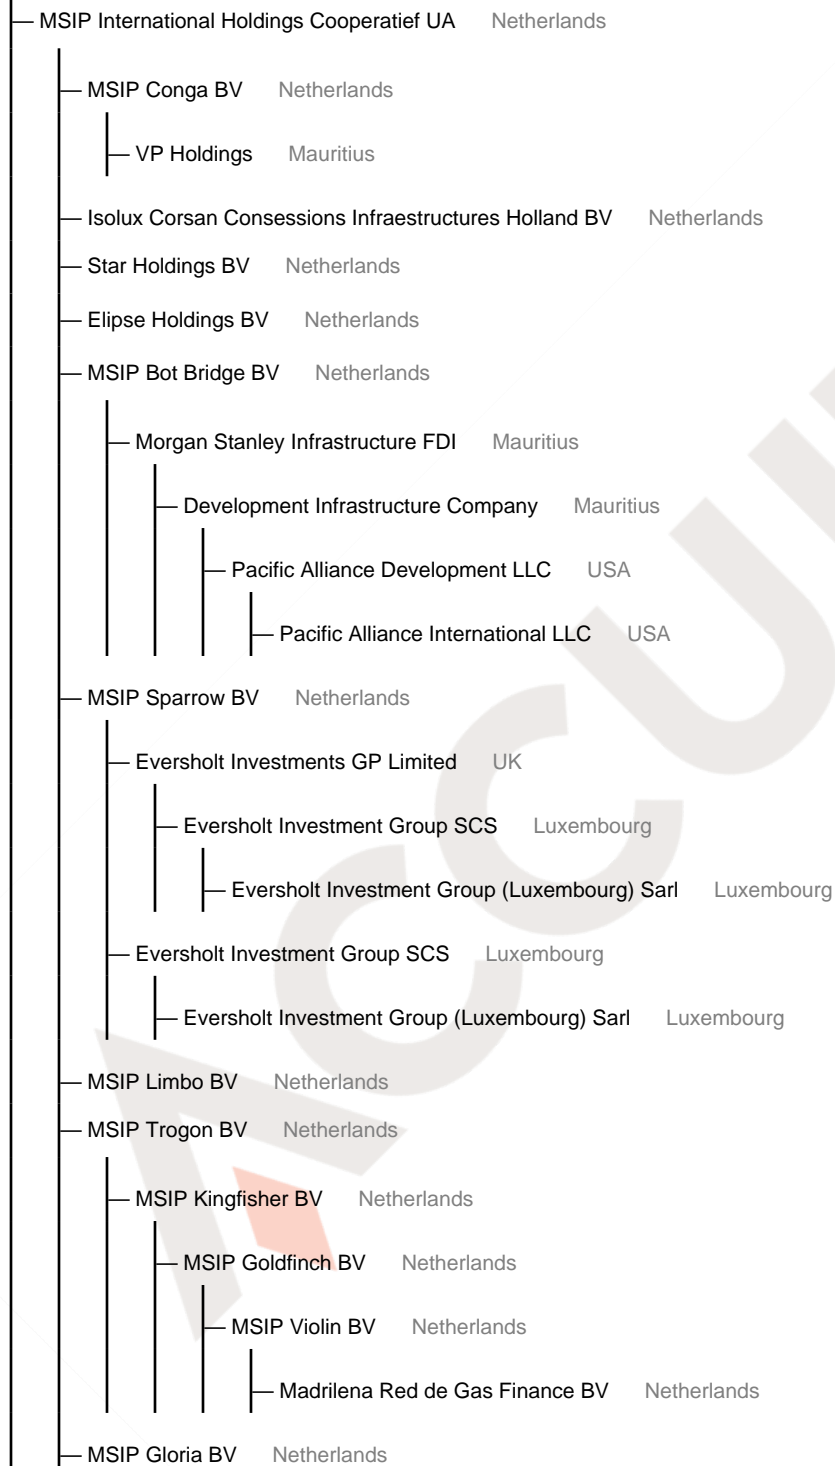 MSIP International Holdings Cooperatief UA Netherlands
MSIP Conga BV Netherlands
VP Holdings Mauritius
Isolux Corsan Consessions Infraestructures Holland BV Netherlands
Star Holdings BV Netherlands
Elipse Holdings BV Netherlands
MSIP Bot Bridge BV Netherlands
Morgan Stanley Infrastructure FDI Mauritius
Development Infrastructure Company Mauritius
Pacific Alliance Development LLC USA
Pacific Alliance International LLC USA
MSIP Sparrow BV Netherlands
Eversholt Investments GP Limited UK
Eversholt Investment Group SCS Luxembourg
Eversholt Investment Group (Luxembourg) Sarl Luxembourg
Eversholt Investment Group SCS Luxembourg
Eversholt Investment Group (Luxembourg) Sarl Luxembourg
MSIP Limbo BV Netherlands
MSIP Trogon BV Netherlands
MSIP Kingfisher BV Netherlands
MSIP Goldfinch BV Netherlands
MSIP Violin BV Netherlands
Madrilena Red de Gas Finance BV Netherlands
MSIP Gloria BV Netherlands
ACCU